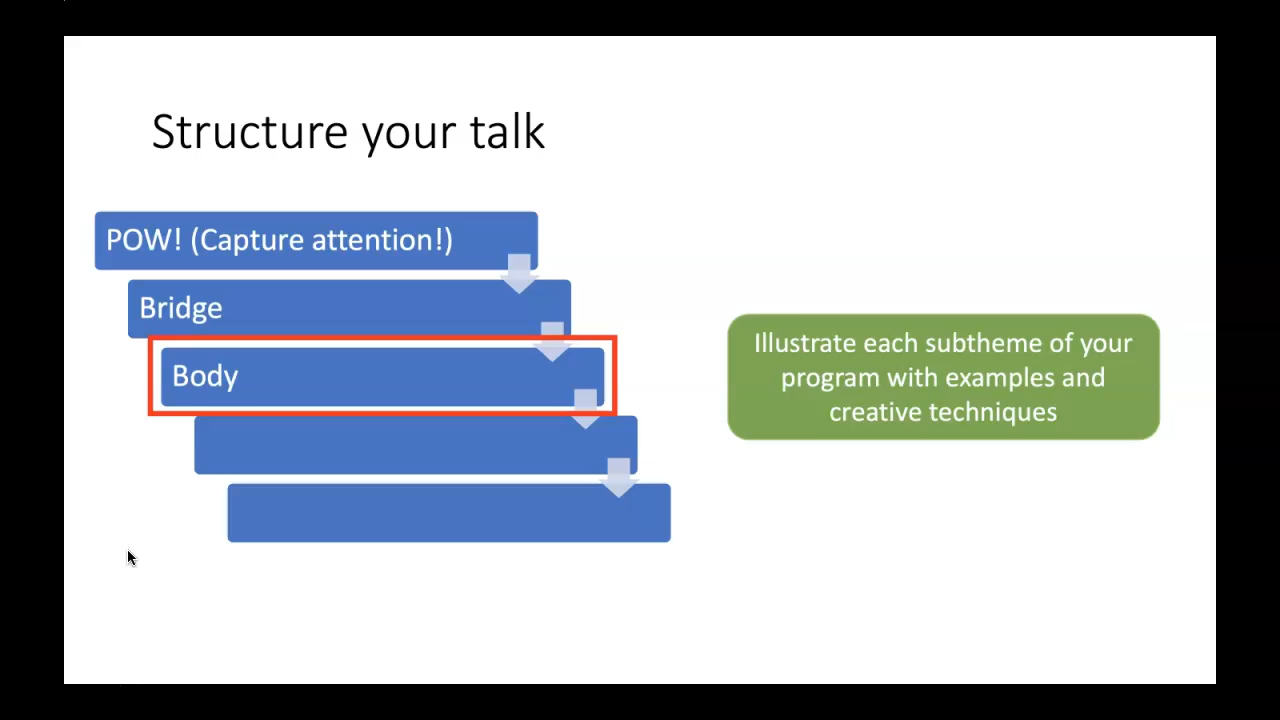 Structure your talk
POW! (Capture attention!)
Bridge
Body
Illustrate each subtheme of your
program with examples and
creative techniques